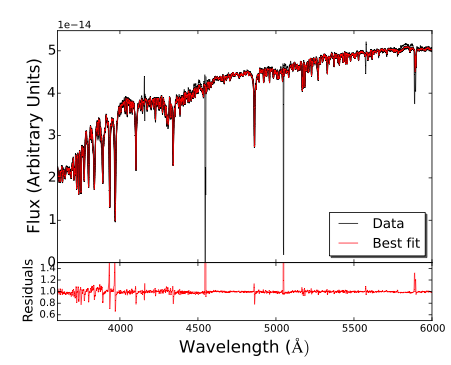 1e−14
5
4
3
2
1
0
Flux (Arbitrary Units)
Data
Best fit
1.4
1.2
1.0
0.8
0.6
Residuals
4000 4500 5000 5500 6000
Wavelength (Å)